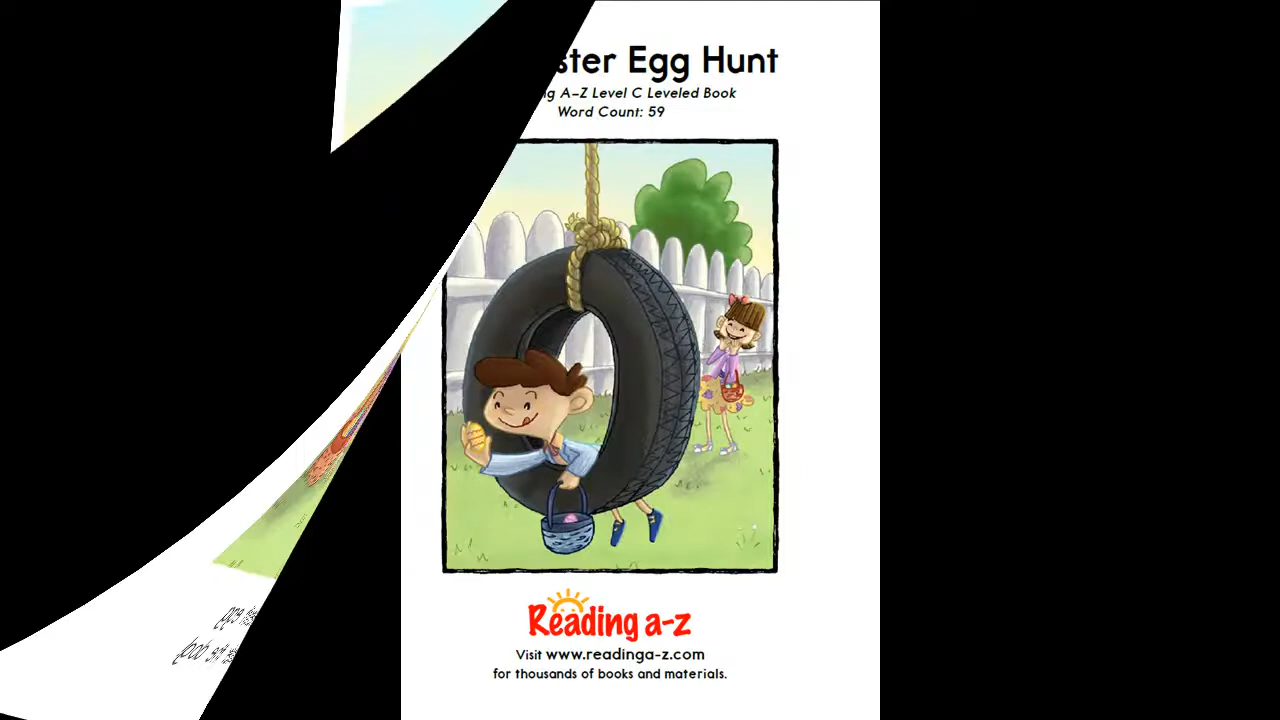 ster Egg Hunt
g A–Z Level C Leveled Book
Word Count: 59
Reading a-z
Visit www.readinga-z.com
for thousands of books and materials.